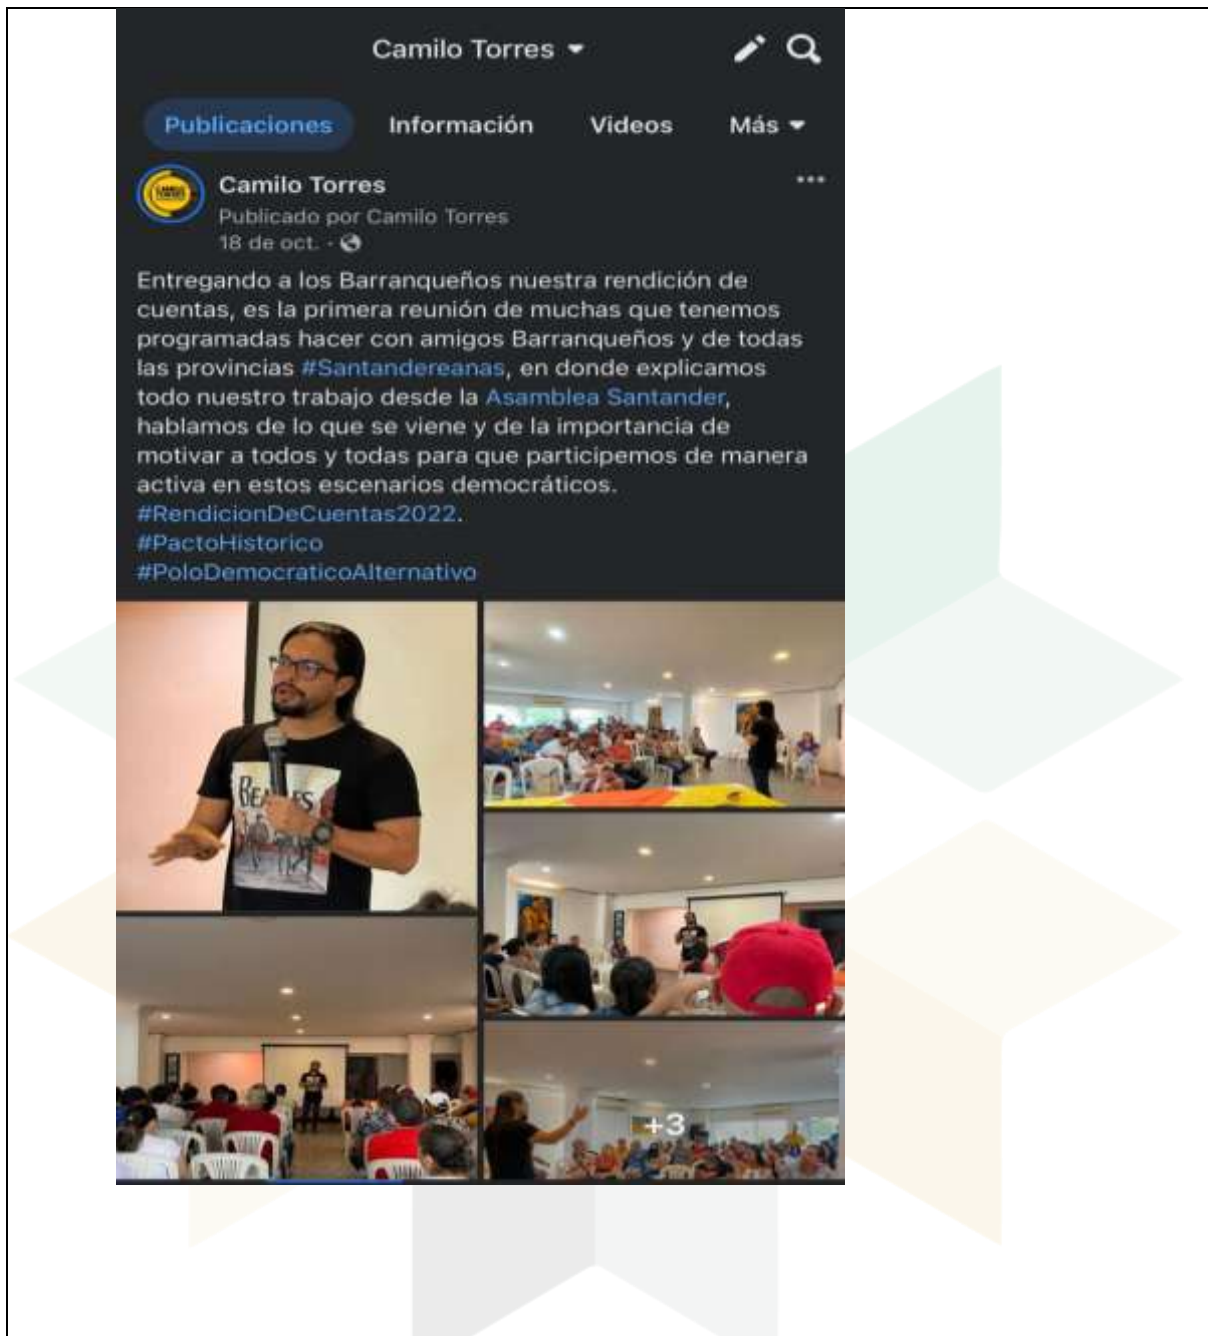 Camilo Torres
Publicaciones Información Videos Más
CAMILO TORRES
Camilo Torres
Publicado por Camilo Torres
18 de oct.
Entregando a los Barranqueños nuestra rendición de
cuentas, es la primera reunión de muchas que tenemos
programadas hacer con amigos Barranqueños y de todas
las provincias #Santandereanas, en donde explicamos
todo nuestro trabajo desde la Asamblea Santander,
hablamos de lo que se viene y de la importancia de
motivar a todos y todas para que participemos de manera
activa en estos escenarios democráticos.
#RendicionDeCuentas2022.
#PactoHistorico
#PoloDemocraticoAlternativo
BEATLES
+3